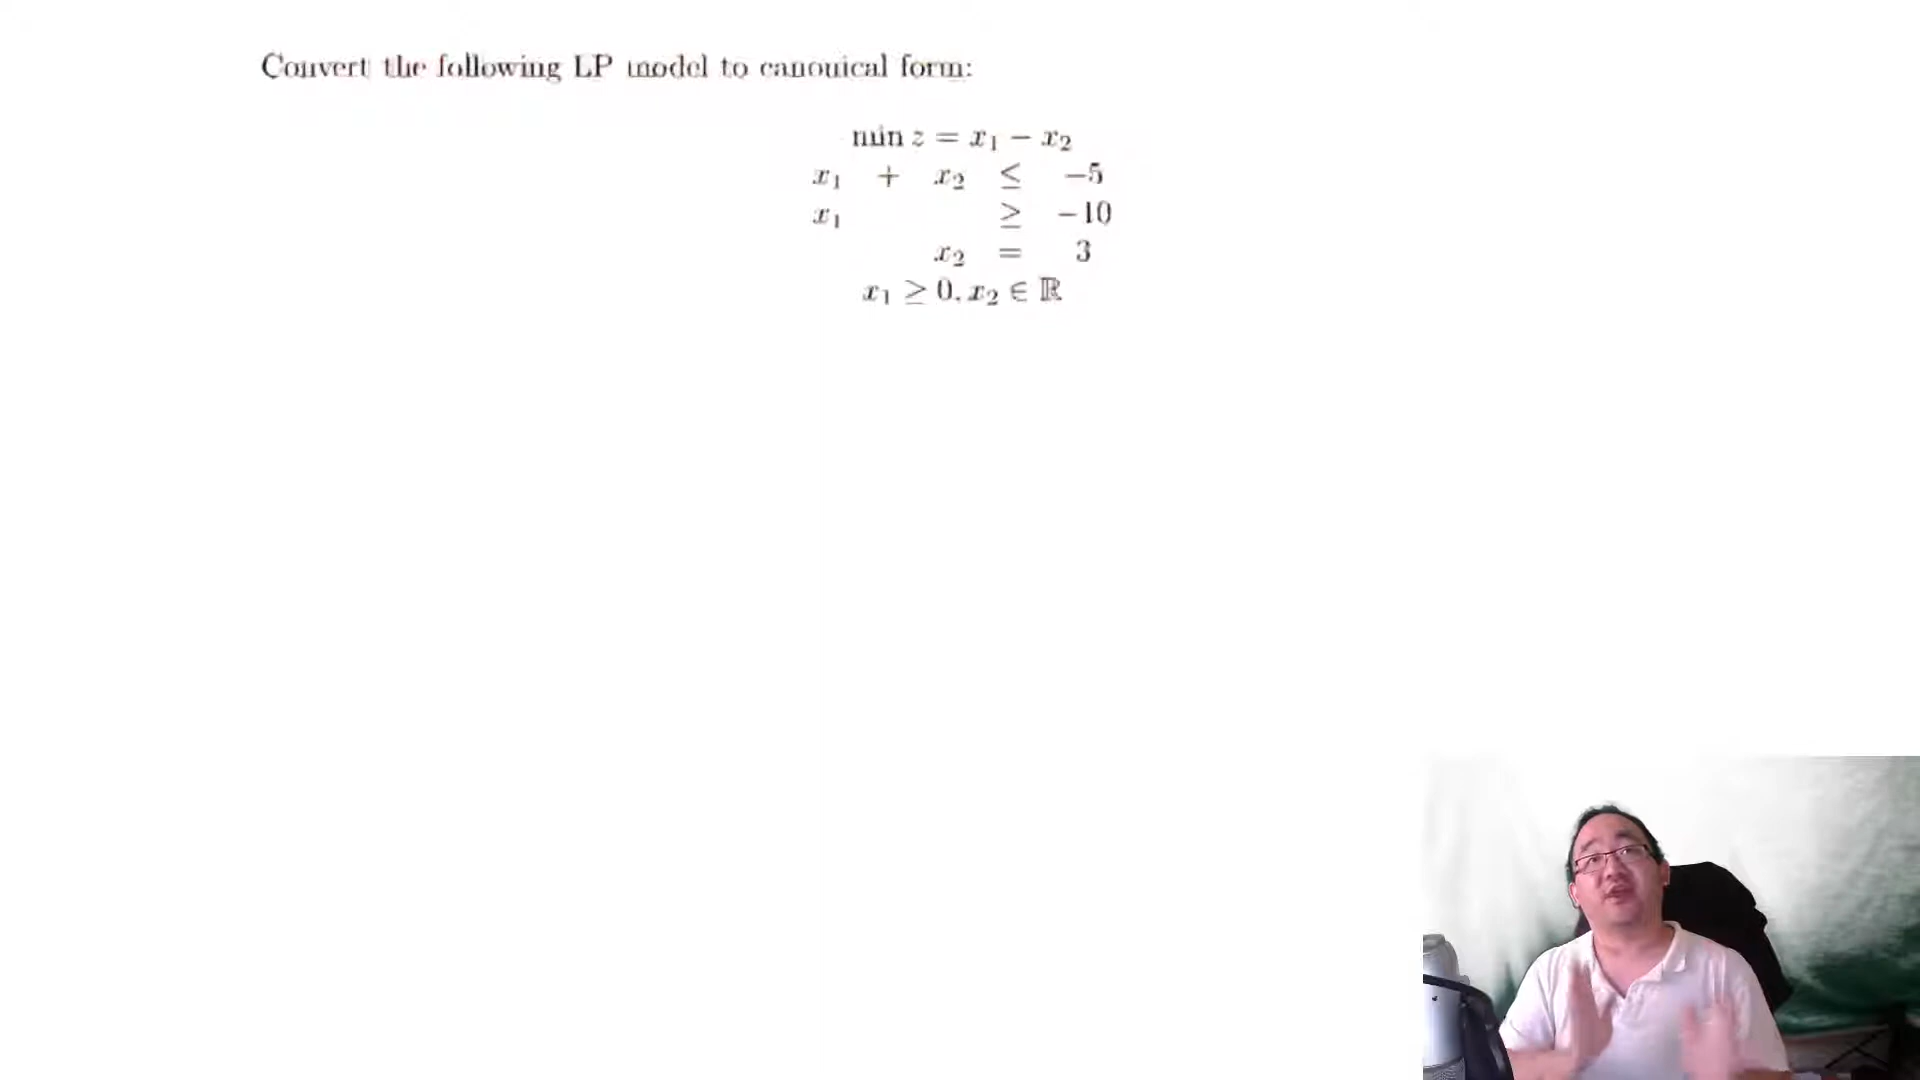 Convert the following LP model to canonical form:
min z = x₁ − x₂
x₁ + x₂ ≤ −5
x₁ ≥ −10
x₂ = 3
x₁ ≥ 0, x₂ ∈ ℝ